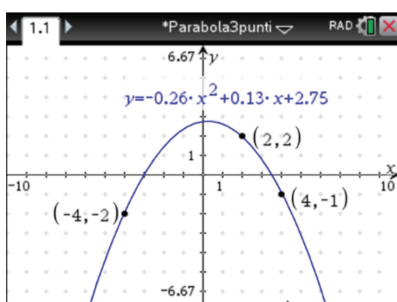 1.1 *Parabola3punti RAD
6.67 y
y=-0.26·x²+0.13·x+2.75
(2,2)
1
x
-10 1 10
(4,-1)
(-4,-2)
-6.67